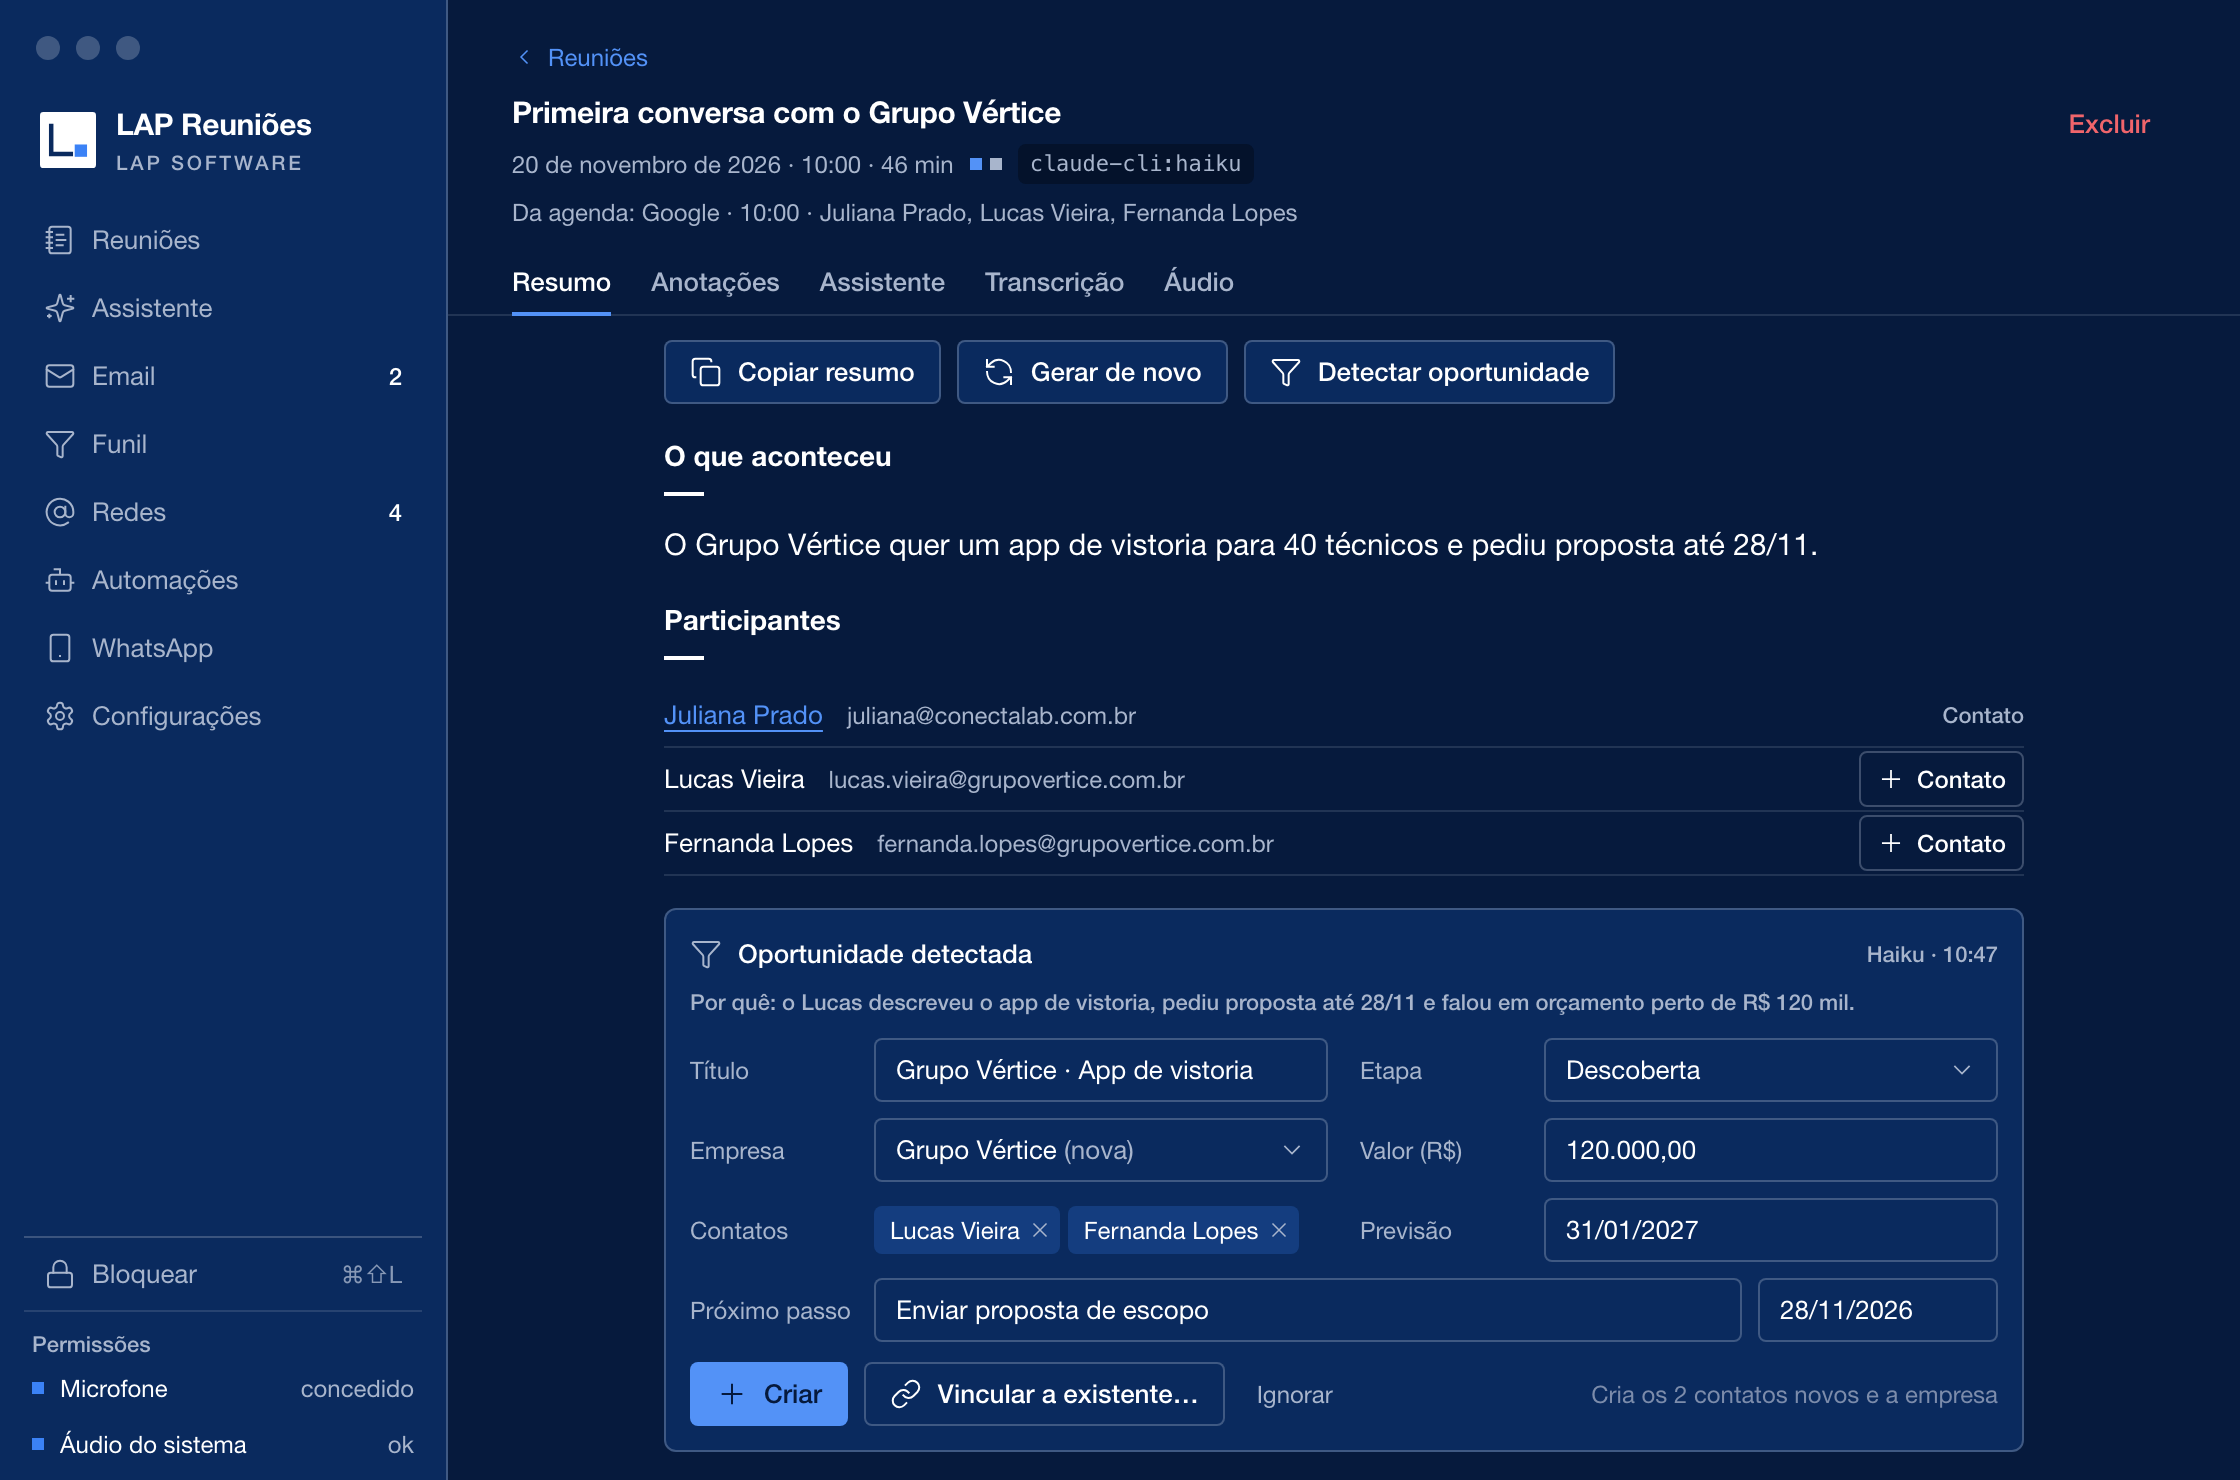 LAP Reuniões
LAP SOFTWARE
Reuniões
Assistente
Email 2
Funil
Redes 4
Automações
WhatsApp
Configurações
Bloquear ⌘⇧L
Permissões
Microfone concedido
Áudio do sistema ok
Reuniões
Primeira conversa com o Grupo Vértice
Excluir
20 de novembro de 2026 · 10:00 · 46 min claude-cli:haiku
Da agenda: Google · 10:00 · Juliana Prado, Lucas Vieira, Fernanda Lopes
Resumo Anotações Assistente Transcrição Áudio
Copiar resumo Gerar de novo Detectar oportunidade
O que aconteceu
O Grupo Vértice quer um app de vistoria para 40 técnicos e pediu proposta até 28/11.
Participantes
Juliana Prado juliana@conectalab.com.br Contato
Lucas Vieira lucas.vieira@grupovertice.com.br + Contato
Fernanda Lopes fernanda.lopes@grupovertice.com.br + Contato
Oportunidade detectada Haiku · 10:47
Por quê: o Lucas descreveu o app de vistoria, pediu proposta até 28/11 e falou em orçamento perto de R$ 120 mil.
Título Grupo Vértice · App de vistoria Etapa Descoberta
Empresa Grupo Vértice (nova) Valor (R$) 120.000,00
Contatos Lucas Vieira × Fernanda Lopes × Previsão 31/01/2027
Próximo passo Enviar proposta de escopo 28/11/2026
+ Criar Vincular a existente... Ignorar Cria os 2 contatos novos e a empresa